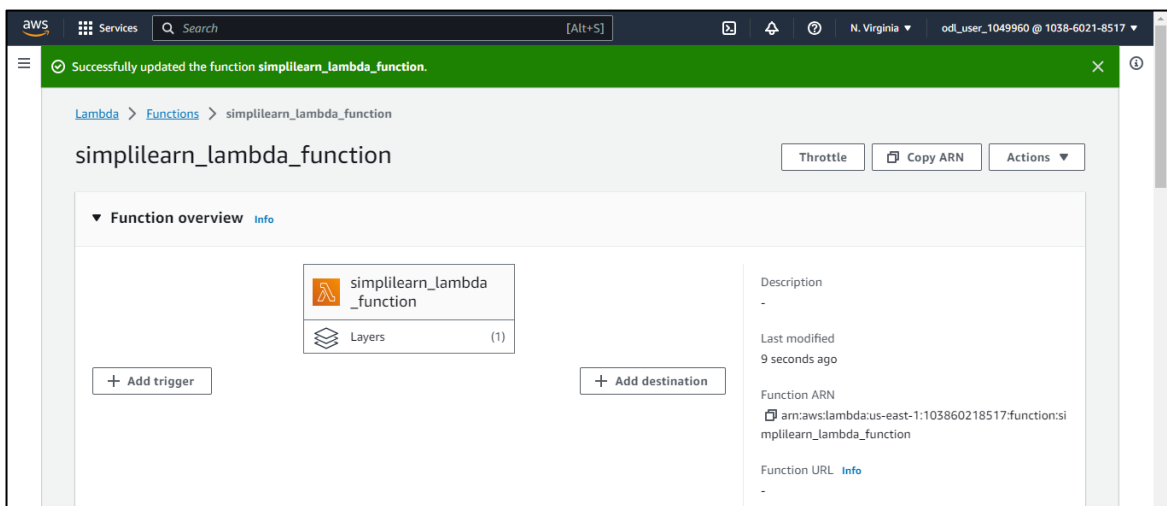 aws
Services
Search
[Alt+S]
N. Virginia
odl_user_1049960 @ 1038-6021-8517
Successfully updated the function simplilearn_lambda_function.
Lambda > Functions > simplilearn_lambda_function
simplilearn_lambda_function
Throttle
Copy ARN
Actions
Function overview Info
simplilearn_lambda
_function
Layers (1)
+ Add trigger
+ Add destination
Description
-
Last modified
9 seconds ago
Function ARN
arn:aws:lambda:us-east-1:103860218517:function:si
mplilearn_lambda_function
Function URL Info
-